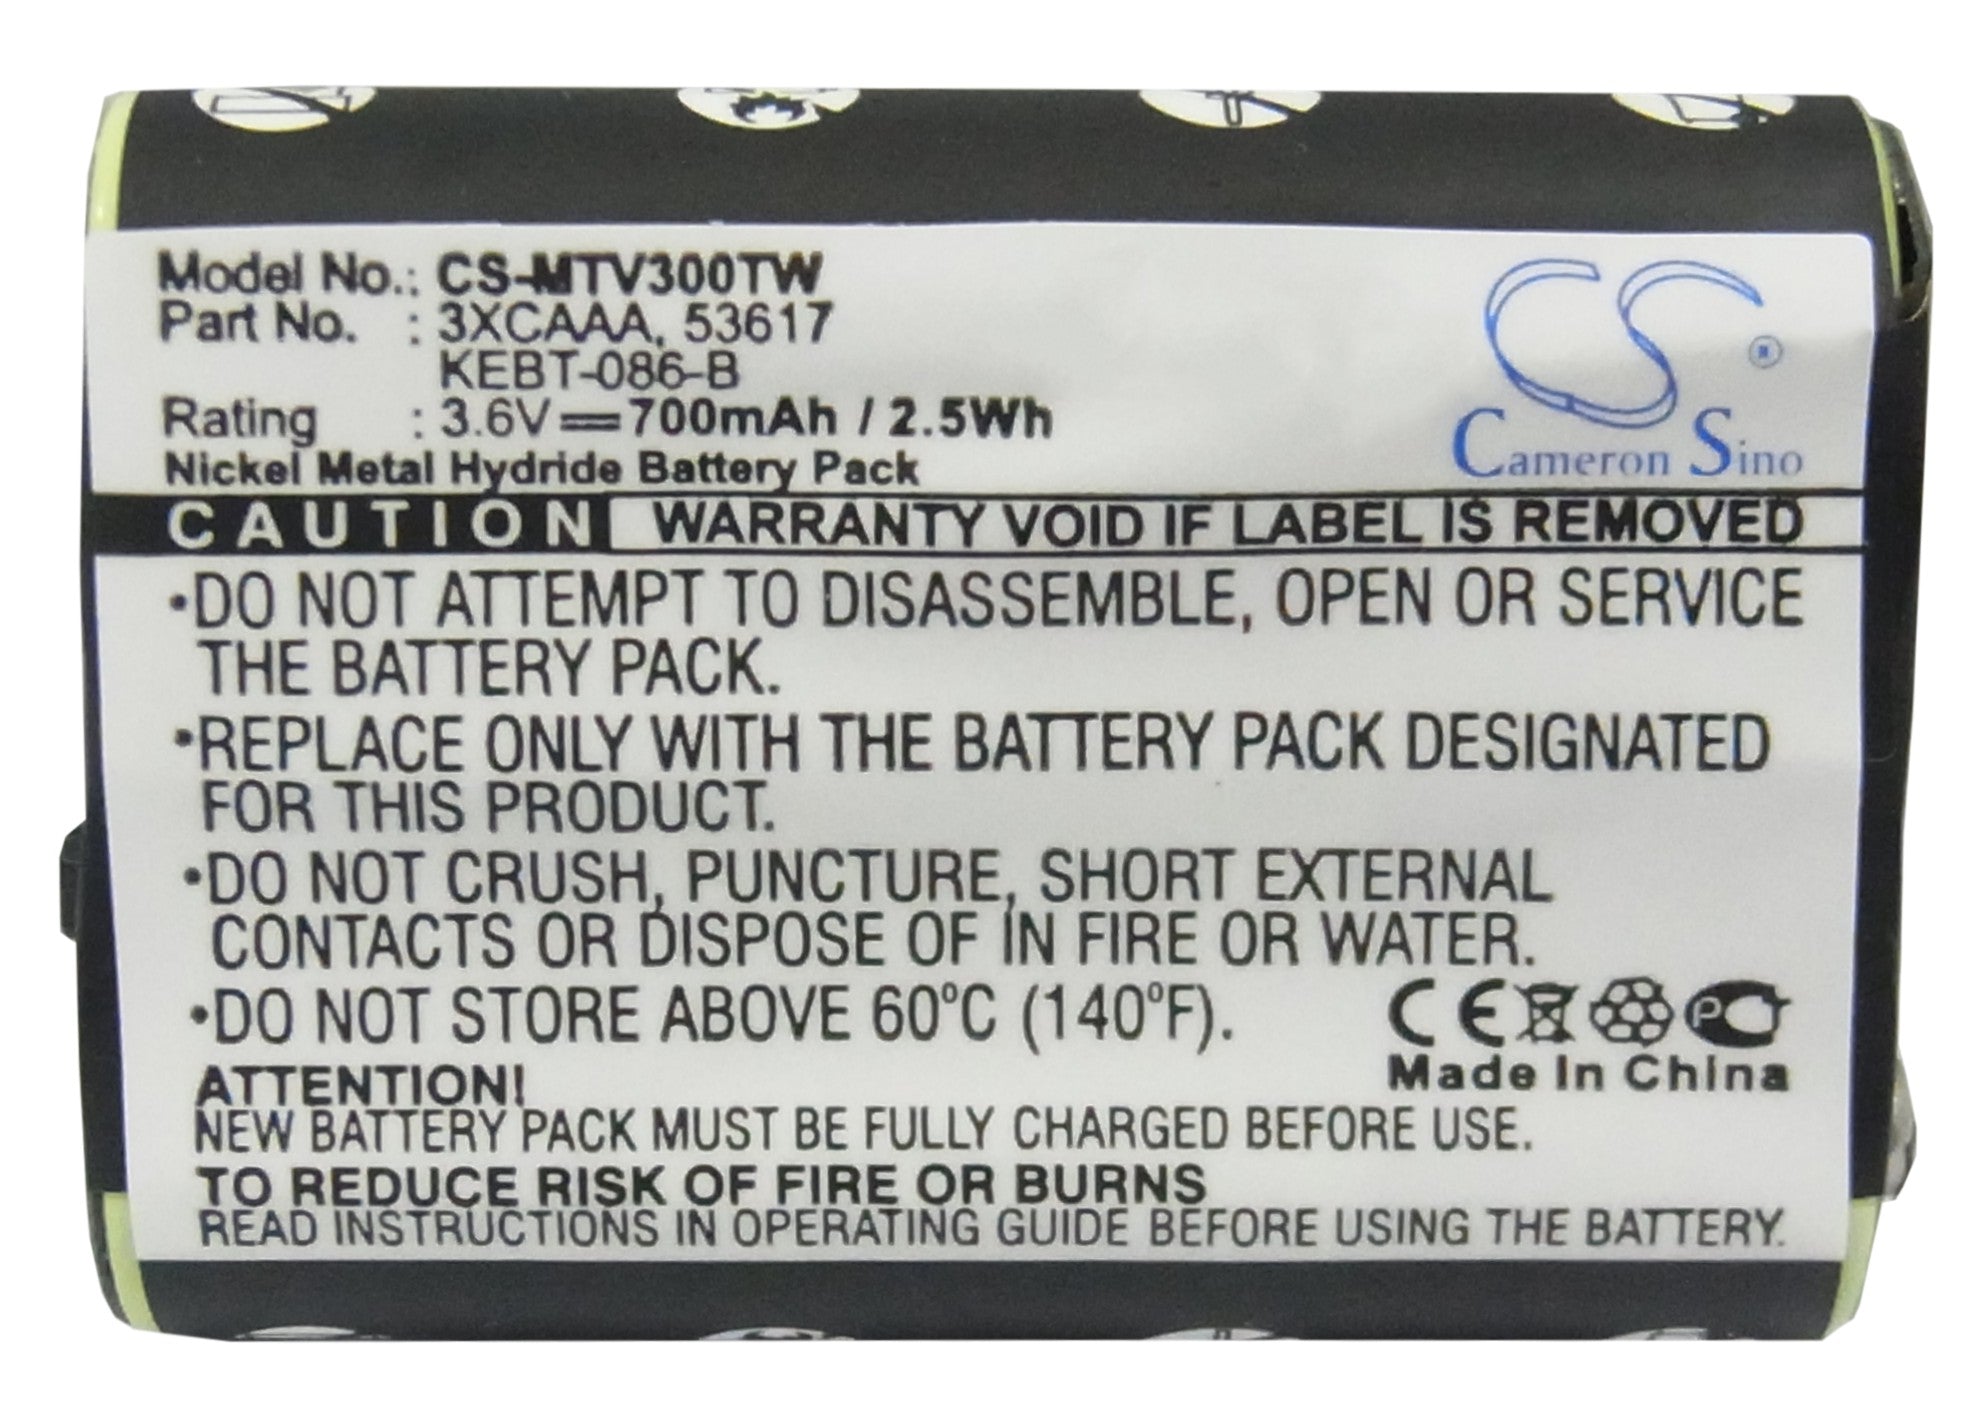 Model No.: CS-MTV300TW
Part No. : 3XCAAA, 53617
KEBT-086-B
Rating : 3.6V 700mAh / 2.5Wh
Nickel Metal Hydride Battery Pack
CS ®
Cameron Sino
CAUTION WARRANTY VOID IF LABEL IS REMOVED
•DO NOT ATTEMPT TO DISASSEMBLE, OPEN OR SERVICE
THE BATTERY PACK.
•REPLACE ONLY WITH THE BATTERY PACK DESIGNATED
FOR THIS PRODUCT.
•DO NOT CRUSH, PUNCTURE, SHORT EXTERNAL
CONTACTS OR DISPOSE OF IN FIRE OR WATER.
•DO NOT STORE ABOVE 60°C (140°F).
CE PC
Made In China
ATTENTION!
NEW BATTERY PACK MUST BE FULLY CHARGED BEFORE USE.
TO REDUCE RISK OF FIRE OR BURNS
READ INSTRUCTIONS IN OPERATING GUIDE BEFORE USING THE BATTERY.